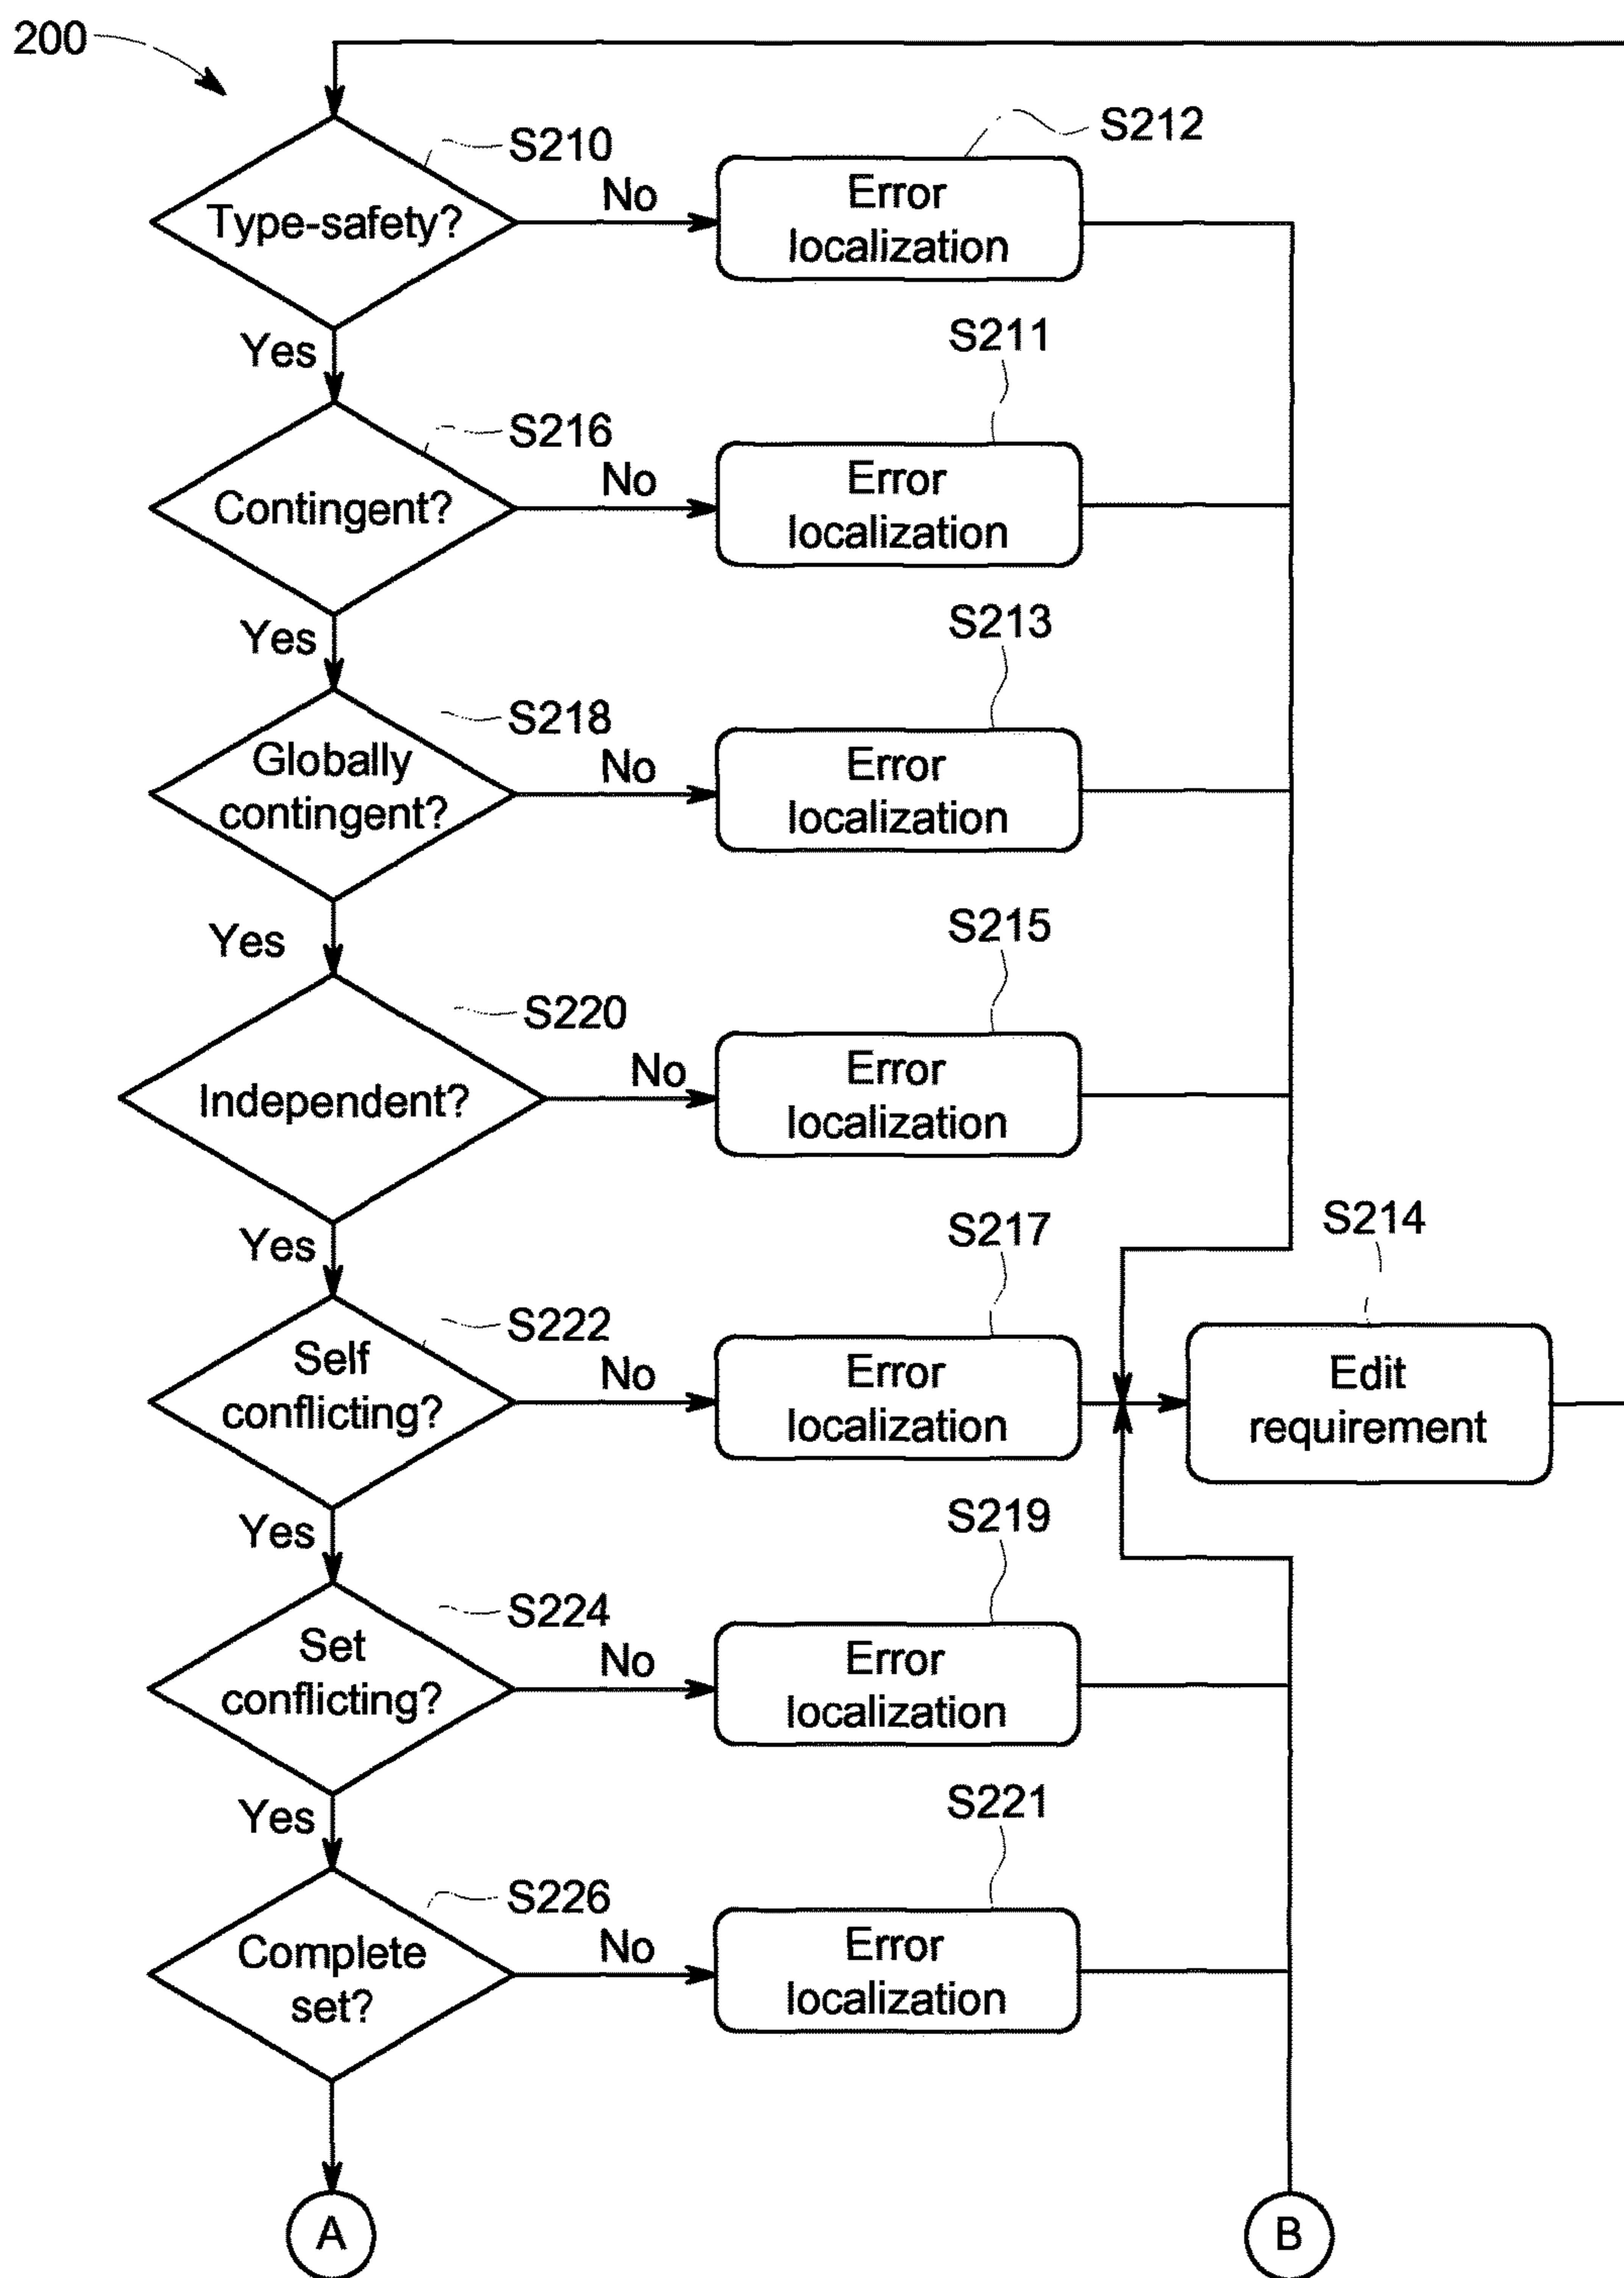 200
S210
S212
Type-safety?
No
Error
localization
Yes
S211
S216
Contingent?
No
Error
localization
Yes
S213
S218
Globally
contingent?
No
Error
localization
Yes
S215
S220
Independent?
No
Error
localization
Yes
S217
S214
S222
Self
conflicting?
No
Error
localization
Edit
requirement
Yes
S219
S224
Set
conflicting?
No
Error
localization
Yes
S221
S226
Complete
set?
No
Error
localization
A
B